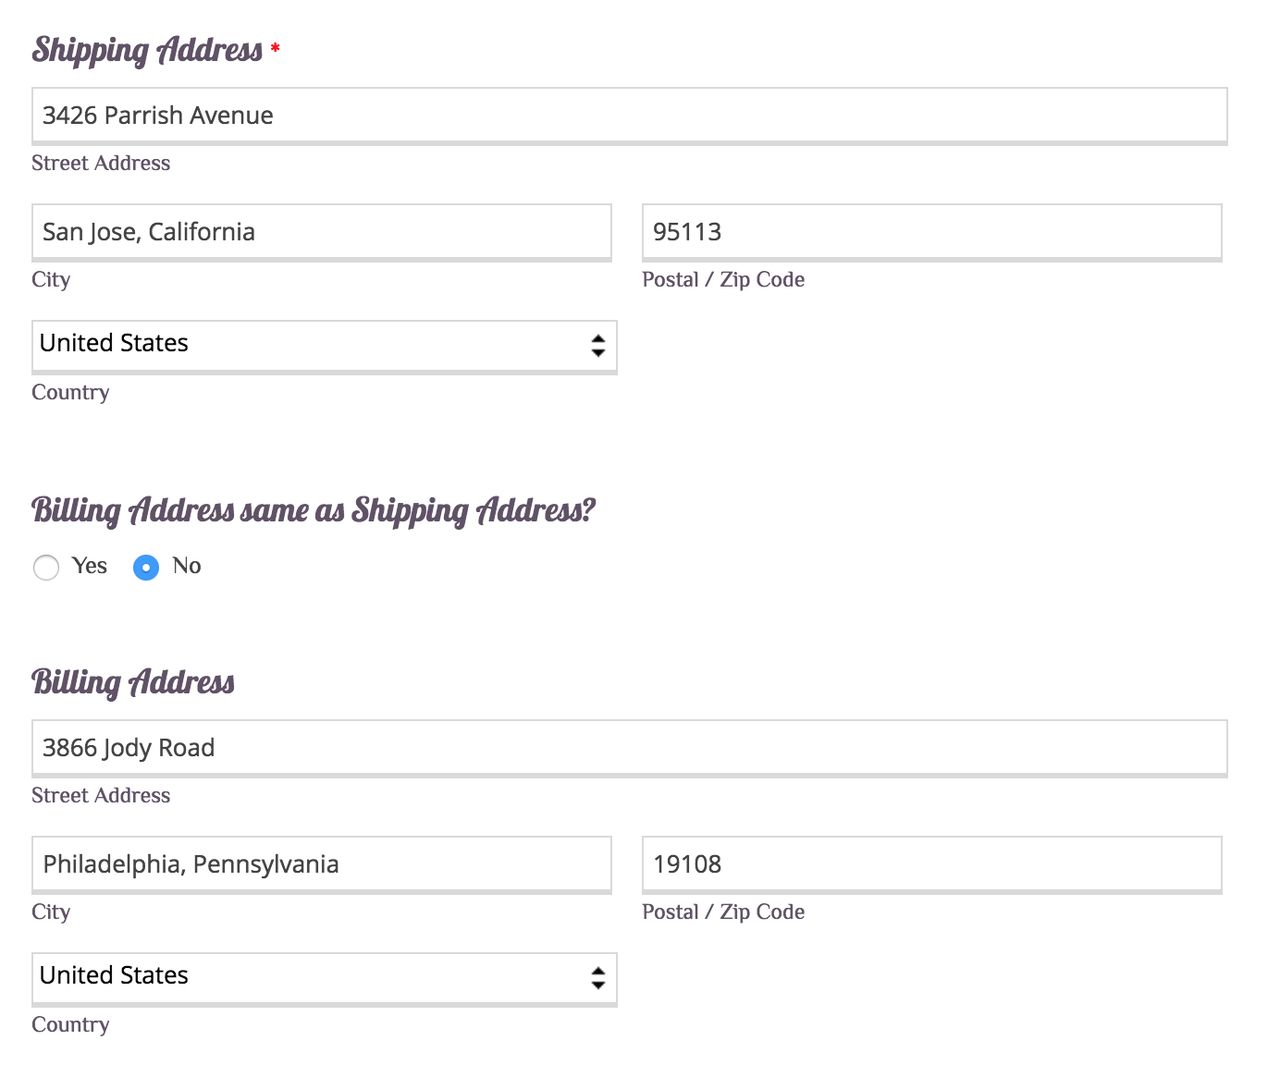 Shipping Address *
3426 Parrish Avenue
Street Address
San Jose, California
95113
City
Postal / Zip Code
United States
Country
Billing Address same as Shipping Address?
Yes No
Billing Address
3866 Jody Road
Street Address
Philadelphia, Pennsylvania
19108
City
Postal / Zip Code
United States
Country